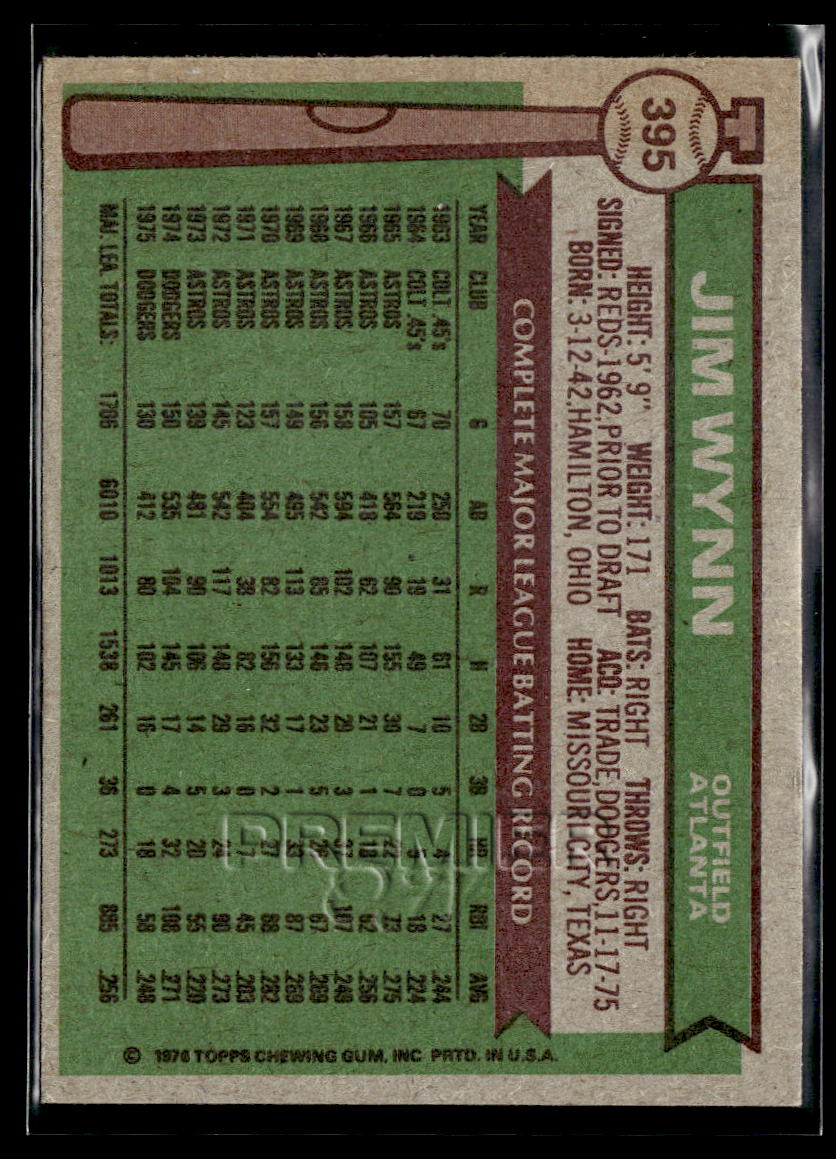 395
JIM WYNN
OUTFIELD
ATLANTA
HEIGHT: 5' 9" WEIGHT: 171 BATS: RIGHT THROWS: RIGHT
SIGNED: REDS-1962, PRIOR TO DRAFT ACQ: TRADE, DODGERS, 11-17-75
BORN: 3-12-42, HAMILTON, OHIO HOME: MISSOURI CITY, TEXAS
COMPLETE MAJOR LEAGUE BATTING RECORD
YEAR CLUB G AB R H 2B 3B HR RBI AVG
1963 COLT .45's 70 250 31 61 10 5 4 27 .244
1964 COLT .45's 67 219 19 49 7 0 5 18 .224
1965 ASTROS 157 564 90 155 30 7 22 73 .275
1966 ASTROS 105 418 62 107 21 1 18 62 .256
1967 ASTROS 158 594 102 148 29 3 107 .249
1968 ASTROS 156 542 85 146 23 5 26 67 .269
1969 ASTROS 149 495 113 133 17 1 87 .269
1970 ASTROS 157 554 82 156 32 2 27 88 .282
1971 ASTROS 123 404 38 82 16 0 7 45 .203
1972 ASTROS 145 542 117 148 29 3 24 90 .273
1973 ASTROS 139 481 90 106 14 5 20 55 .220
1974 DODGERS 150 535 104 145 17 4 32 108 .271
1975 DODGERS 130 412 80 102 16 0 18 58 .248
MAJ. LEA. TOTALS: 1706 6010 1013 1538 261 36 273 885 .256
© 1976 TOPPS CHEWING GUM, INC PRTD. IN U.S.A.
PREMIER